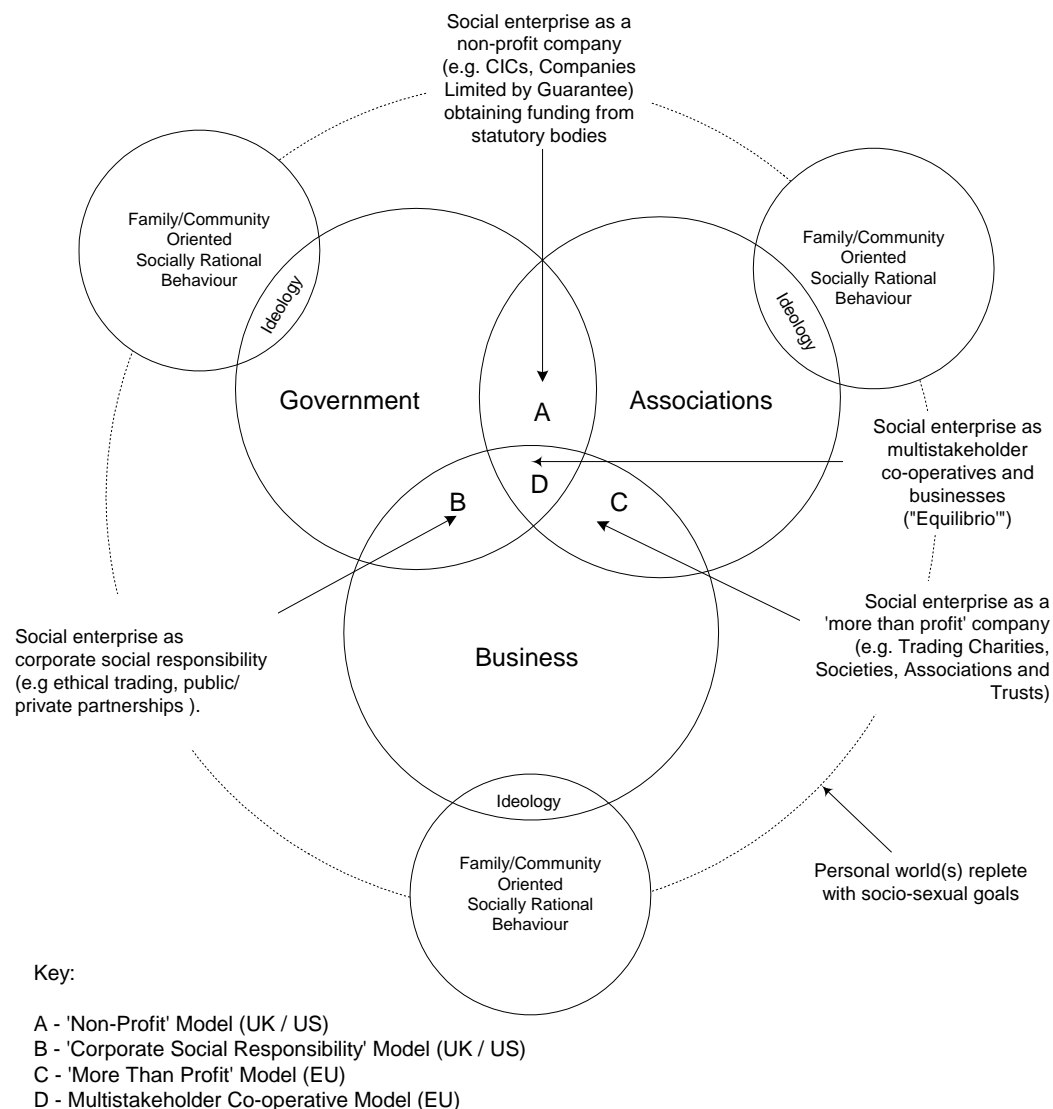 Social enterprise as a
non-profit company
(e.g. CICs, Companies
Limited by Guarantee)
obtaining funding from
statutory bodies
Family/Community
Oriented
Socially Rational
Behaviour
Ideology
Family/Community
Oriented
Socially Rational
Behaviour
Ideology
Government
Associations
A
B
D
C
Social enterprise as
multistakeholder
co-operatives and
businesses
("Equilibrio'")
Social enterprise as
corporate social responsibility
(e.g ethical trading, public/
private partnerships ).
Business
Social enterprise as a
'more than profit' company
(e.g. Trading Charities,
Societies, Associations and
Trusts)
Ideology
Family/Community
Oriented
Socially Rational
Behaviour
Personal world(s) replete
with socio-sexual goals
Key:
A - 'Non-Profit' Model (UK / US)
B - 'Corporate Social Responsibility' Model (UK / US)
C - 'More Than Profit' Model (EU)
D - Multistakeholder Co-operative Model (EU)